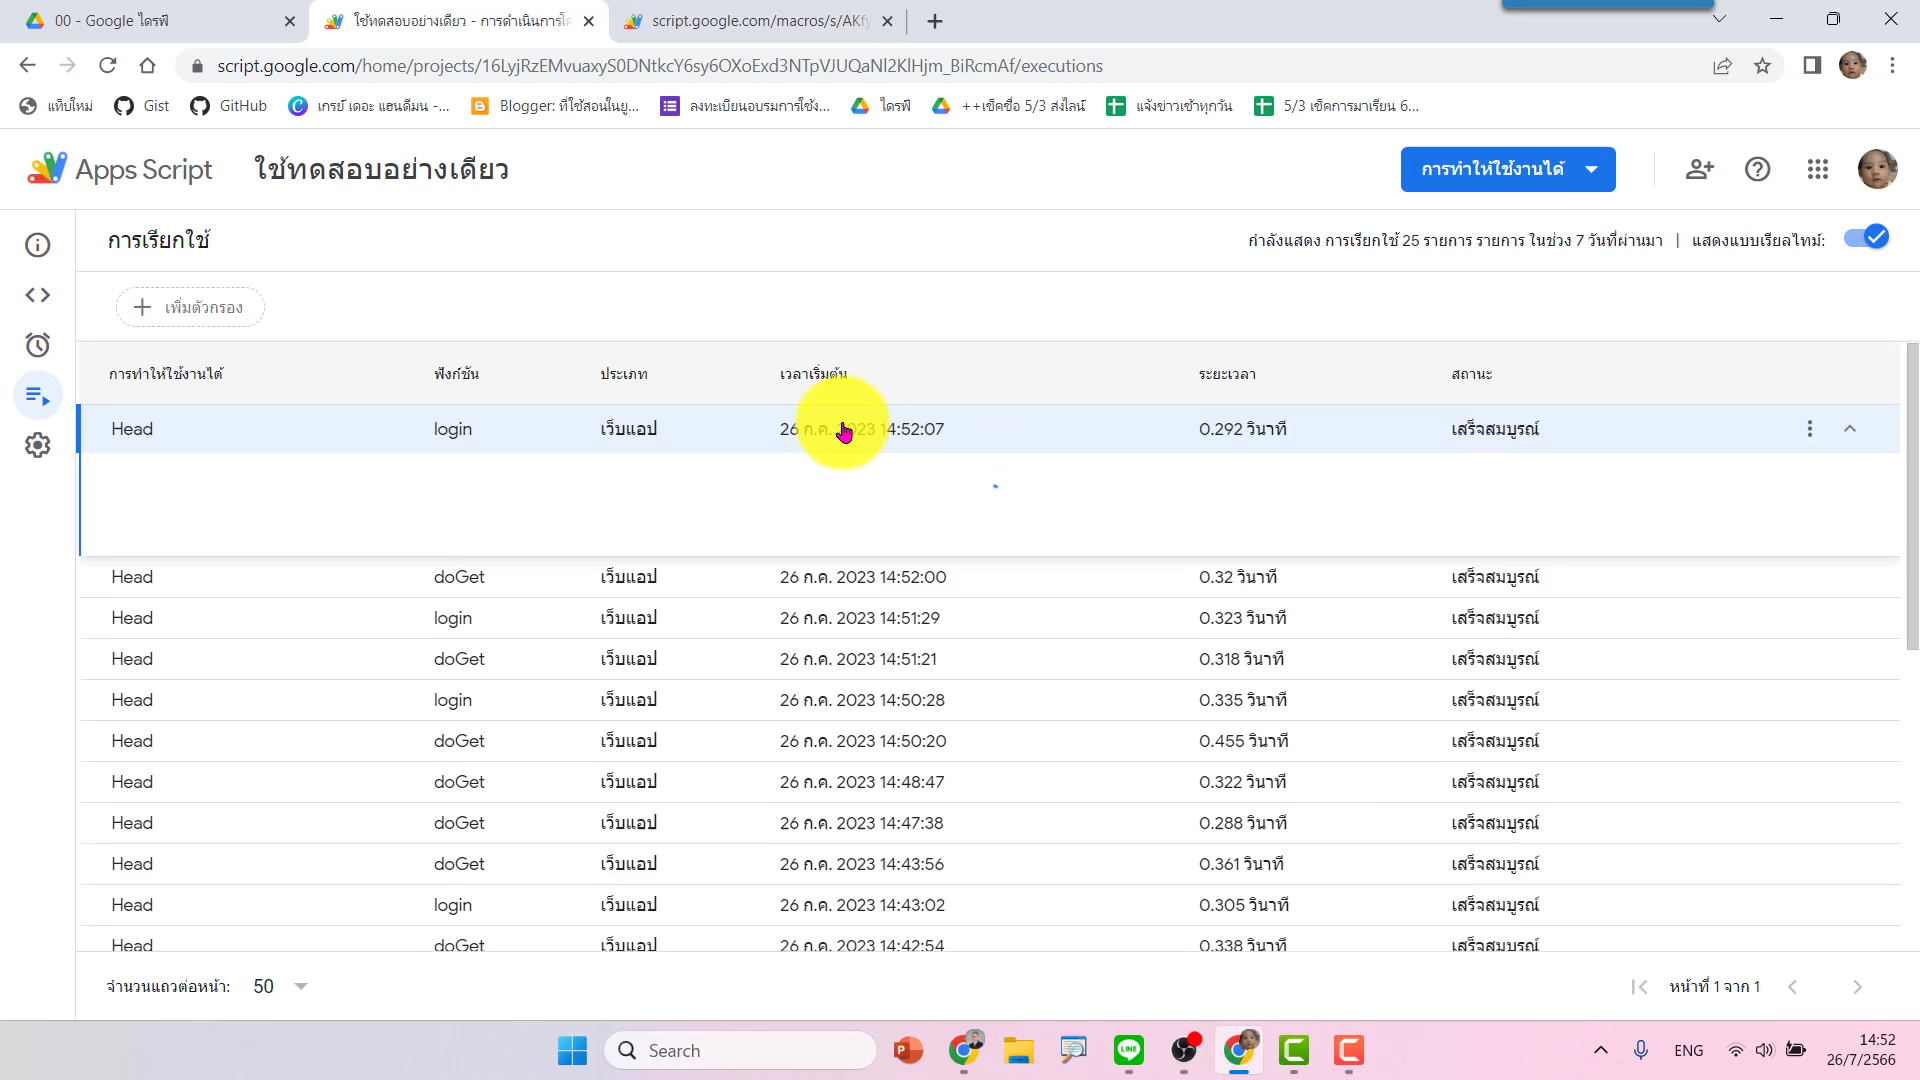 00 - Google ไดรฟ์
ใช้ทดสอบอย่างเดียว - การดำเนินการโค
script.google.com/macros/s/AKfy
script.google.com/home/projects/16LyjRzEMvuaxyS0DNtkcY6sy6OXoExd3NTpVJUQaNl2KlHjm_BiRcmAf/executions
แท็บใหม่
Gist
GitHub
เกรย์ เดอะ แฮนดีมน -...
Blogger: ที่ใช้สอนในยู...
ลงทะเบียนอบรมการใช้ง...
ไดรฟ์
++เช็คชื่อ 5/3 ส่งไลน์
แจ้งข่าวเช้าทุกวัน
5/3 เช็คการมาเรียน 6...
Apps Script
ใช้ทดสอบอย่างเดียว
การทำให้ใช้งานได้
การเรียกใช้
กำลังแสดง การเรียกใช้ 25 รายการ รายการ ในช่วง 7 วันที่ผ่านมา | แสดงแบบเรียลไทม์:
เพิ่มตัวกรอง
การทำให้ใช้งานได้ ฟังก์ชัน ประเภท เวลาเริ่มต้น ระยะเวลา สถานะ
Head login เว็บแอป 26 ก.ค. 2023 14:52:07 0.292 วินาที เสร็จสมบูรณ์
Head doGet เว็บแอป 26 ก.ค. 2023 14:52:00 0.32 วินาที เสร็จสมบูรณ์
Head login เว็บแอป 26 ก.ค. 2023 14:51:29 0.323 วินาที เสร็จสมบูรณ์
Head doGet เว็บแอป 26 ก.ค. 2023 14:51:21 0.318 วินาที เสร็จสมบูรณ์
Head login เว็บแอป 26 ก.ค. 2023 14:50:28 0.335 วินาที เสร็จสมบูรณ์
Head doGet เว็บแอป 26 ก.ค. 2023 14:50:20 0.455 วินาที เสร็จสมบูรณ์
Head doGet เว็บแอป 26 ก.ค. 2023 14:48:47 0.322 วินาที เสร็จสมบูรณ์
Head doGet เว็บแอป 26 ก.ค. 2023 14:47:38 0.288 วินาที เสร็จสมบูรณ์
Head doGet เว็บแอป 26 ก.ค. 2023 14:43:56 0.361 วินาที เสร็จสมบูรณ์
Head login เว็บแอป 26 ก.ค. 2023 14:43:02 0.305 วินาที เสร็จสมบูรณ์
Head doGet เว็บแอป 26 ก.ค. 2023 14:42:54 0.338 วินาที เสร็จสมบูรณ์
จำนวนแถวต่อหน้า: 50
หน้าที่ 1 จาก 1
Search
ENG
14:52
26/7/2566